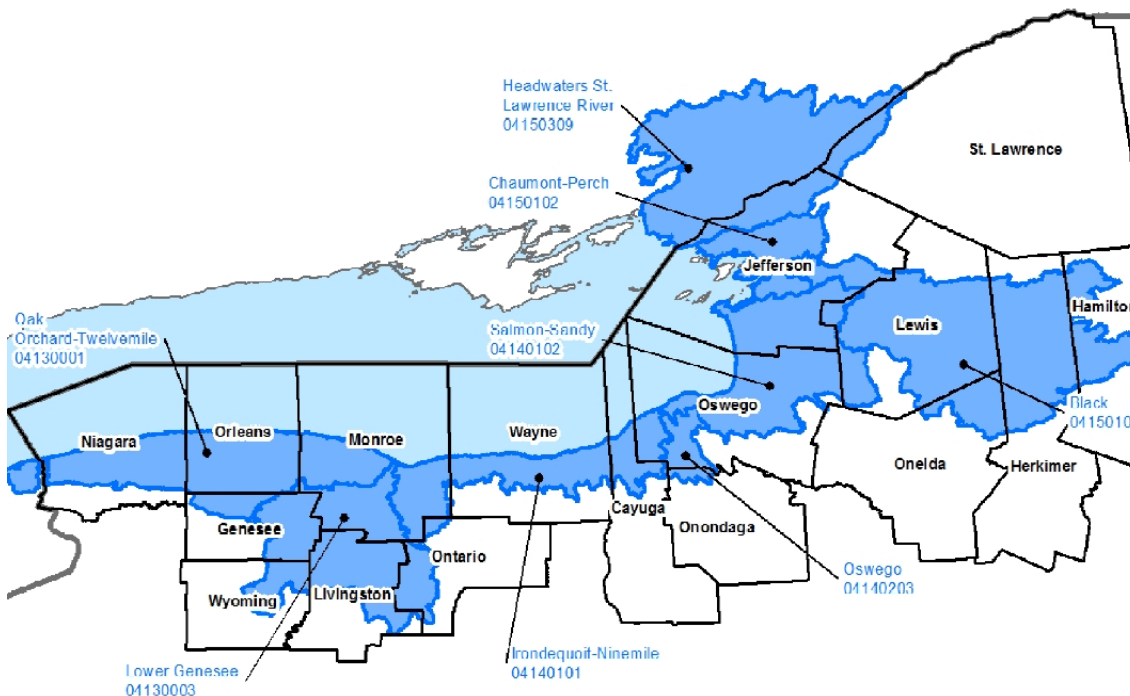 Headwaters St.
Lawrence River
04150309
St. Lawrence
Chaumont-Perch
04150102
Jefferson
Hamilton
Oak
Orchard-Twelvemile
04130001
Salmon-Sandy
04140102
Lewis
Black
0415010
Oswego
Niagara
Orleans
Monroe
Wayne
Oneida
Herkimer
Cayuga
Onondaga
Genesee
Ontario
Oswego
04140203
Wyoming
Livingston
Irondequoit-Ninemile
04140101
Lower Genesee
04130003